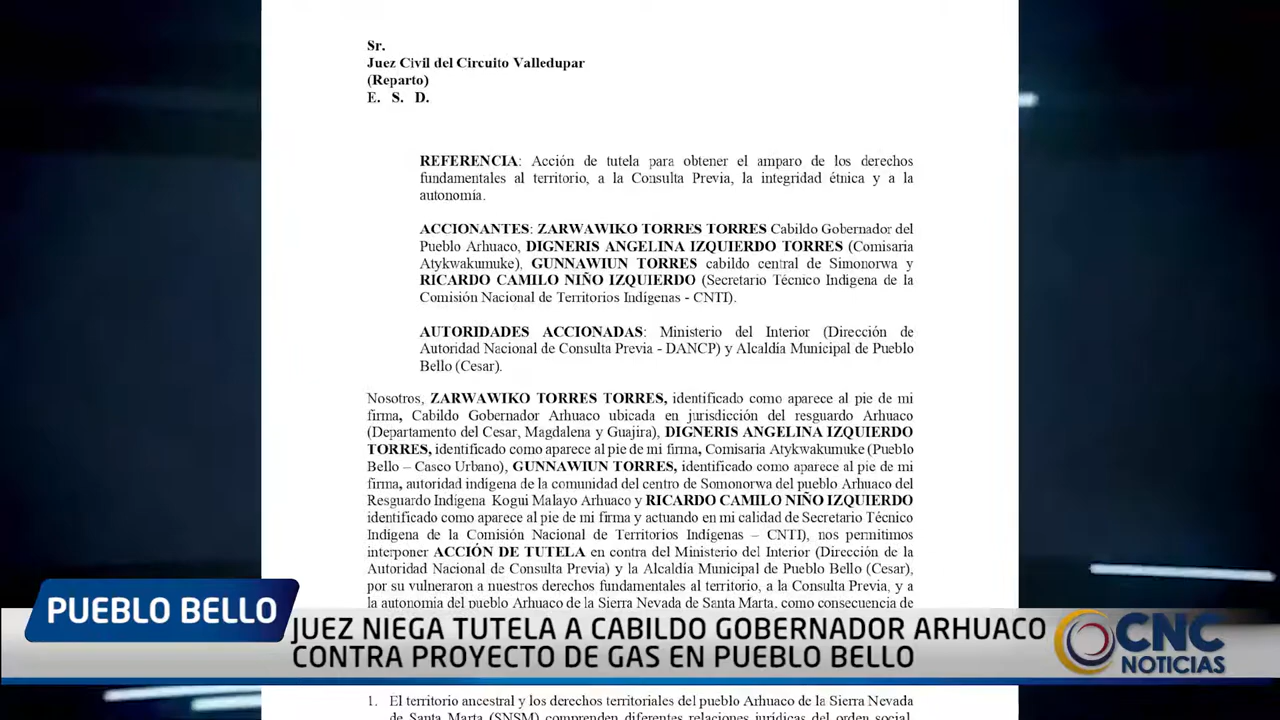 Sr.
Juez Civil del Circuito Valledupar
(Reparto)
E. S. D.
REFERENCIA: Acción de tutela para obtener el amparo de los derechos
fundamentales al territorio, a la Consulta Previa, la integridad étnica y a la
autonomía.
ACCIONANTES: ZARWAWIKO TORRES TORRES Cabildo Gobernador del
Pueblo Arhuaco, DIGNERIS ANGELINA IZQUIERDO TORRES (Comisaria
Atykwakumuke), GUNNAWIUN TORRES cabildo central de Simonorwa y
RICARDO CAMILO NIÑO IZQUIERDO (Secretario Técnico Indígena de la
Comisión Nacional de Territorios Indígenas - CNTI).
AUTORIDADES ACCIONADAS: Ministerio del Interior (Dirección de
Autoridad Nacional de Consulta Previa - DANCP) y Alcaldía Municipal de Pueblo
Bello (Cesar).
Nosotros, ZARWAWIKO TORRES TORRES, identificado como aparece al pie de mi
firma, Cabildo Gobernador Arhuaco ubicada en jurisdicción del resguardo Arhuaco
(Departamento del Cesar, Magdalena y Guajira), DIGNERIS ANGELINA IZQUIERDO
TORRES, identificado como aparece al pie de mi firma, Comisaria Atykwakumuke (Pueblo
Bello – Casco Urbano), GUNNAWIUN TORRES, identificado como aparece al pie de mi
firma, autoridad indígena de la comunidad del centro de Somonorwa del pueblo Arhuaco del
Resguardo Indígena Kogui Malayo Arhuaco y RICARDO CAMILO NIÑO IZQUIERDO
identificado como aparece al pie de mi firma y actuando en mi calidad de Secretario Técnico
Indígena de la Comisión Nacional de Territorios Indígenas – CNTI), nos permitimos
interponer ACCIÓN DE TUTELA en contra del Ministerio del Interior (Dirección de la
Autoridad Nacional de Consulta Previa) y la Alcaldía Municipal de Pueblo Bello (Cesar),
por su vulneraron a nuestros derechos fundamentales al territorio, a la Consulta Previa, y a
la autonomía del pueblo Arhuaco de la Sierra Nevada de Santa Marta, como consecuencia de
PUEBLO BELLO
JUEZ NIEGA TUTELA A CABILDO GOBERNADOR ARHUACO
CONTRA PROYECTO DE GAS EN PUEBLO BELLO
CNC
NOTICIAS
1. El territorio ancestral y los derechos territoriales del pueblo Arhuaco de la Sierra Nevada
de Santa Marta (SNSM) comprenden diferentes relaciones jurídicas del orden social,